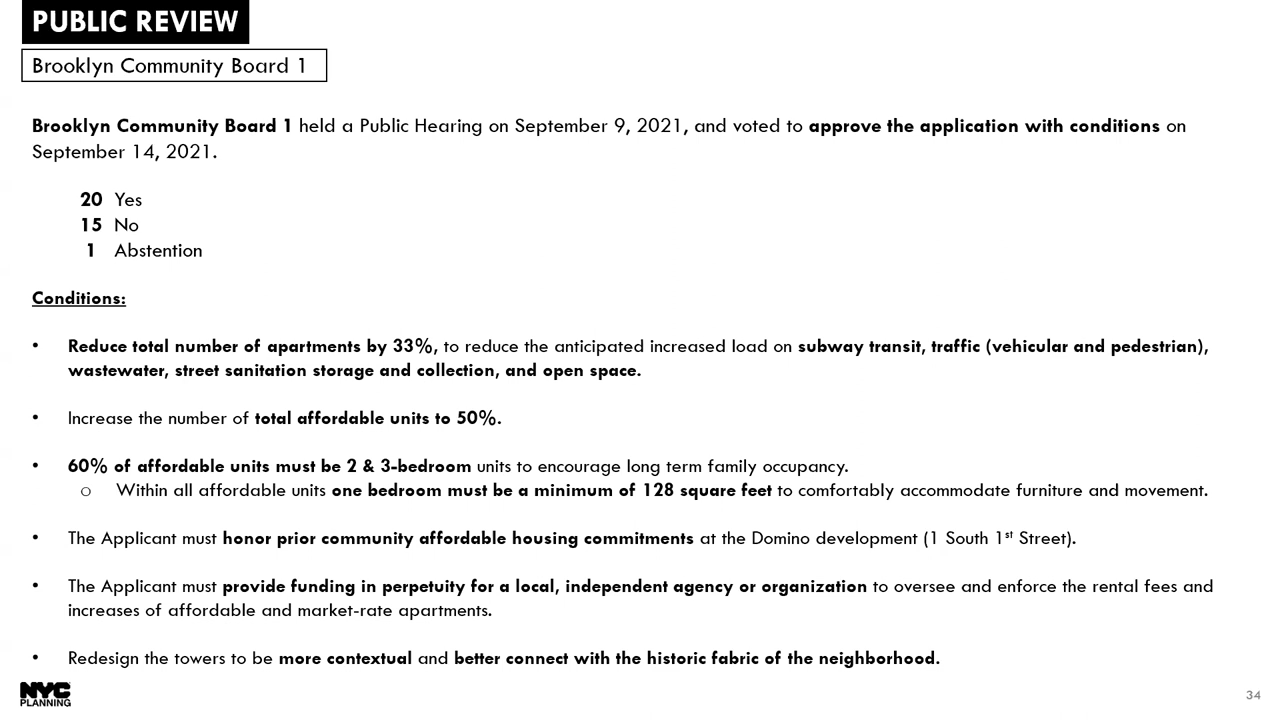 PUBLIC REVIEW
Brooklyn Community Board 1
Brooklyn Community Board 1 held a Public Hearing on September 9, 2021, and voted to approve the application with conditions on
September 14, 2021.
20 Yes
15 No
1 Abstention
Conditions:
• Reduce total number of apartments by 33%, to reduce the anticipated increased load on subway transit, traffic (vehicular and pedestrian),
wastewater, street sanitation storage and collection, and open space.
• Increase the number of total affordable units to 50%.
• 60% of affordable units must be 2 & 3-bedroom units to encourage long term family occupancy.
o Within all affordable units one bedroom must be a minimum of 128 square feet to comfortably accommodate furniture and movement.
• The Applicant must honor prior community affordable housing commitments at the Domino development (1 South 1st Street).
• The Applicant must provide funding in perpetuity for a local, independent agency or organization to oversee and enforce the rental fees and
increases of affordable and market-rate apartments.
• Redesign the towers to be more contextual and better connect with the historic fabric of the neighborhood.
NYC
PLANNING
34